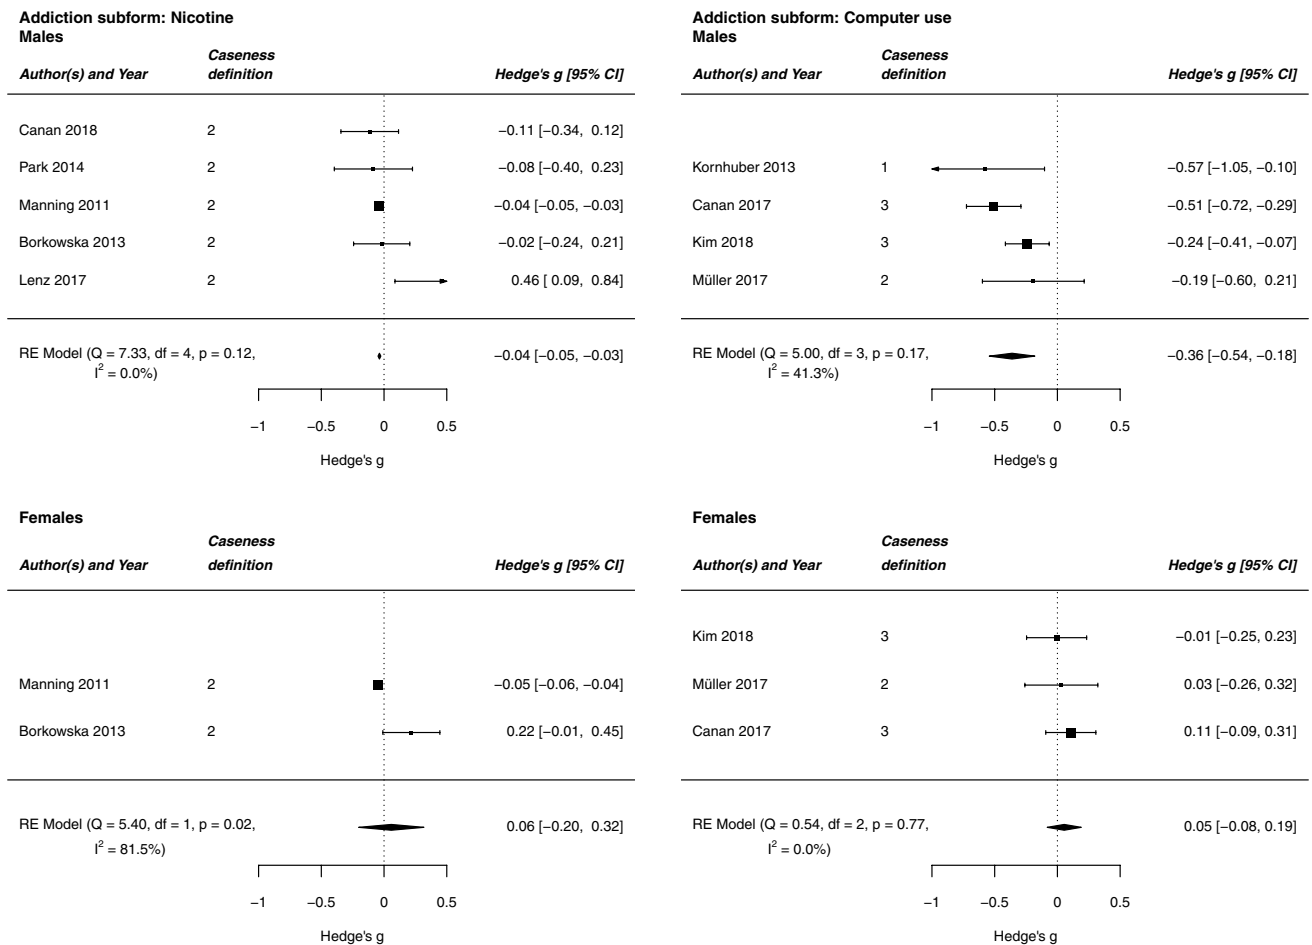 Addiction subform: Nicotine
Males
Caseness
Author(s) and Year definition Hedge's g [95% CI]
Canan 2018 2 −0.11 [−0.34, 0.12]
Park 2014 2 −0.08 [−0.40, 0.23]
Manning 2011 2 −0.04 [−0.05, −0.03]
Borkowska 2013 2 −0.02 [−0.24, 0.21]
Lenz 2017 2 0.46 [ 0.09, 0.84]
RE Model (Q = 7.33, df = 4, p = 0.12, −0.04 [−0.05, −0.03]
I² = 0.0%)
−1 −0.5 0 0.5
Hedge's g
Addiction subform: Computer use
Males
Caseness
Author(s) and Year definition Hedge's g [95% CI]
Kornhuber 2013 1 −0.57 [−1.05, −0.10]
Canan 2017 3 −0.51 [−0.72, −0.29]
Kim 2018 3 −0.24 [−0.41, −0.07]
Müller 2017 2 −0.19 [−0.60, 0.21]
RE Model (Q = 5.00, df = 3, p = 0.17, −0.36 [−0.54, −0.18]
I² = 41.3%)
−1 −0.5 0 0.5
Hedge's g
Females
Caseness
Author(s) and Year definition Hedge's g [95% CI]
Manning 2011 2 −0.05 [−0.06, −0.04]
Borkowska 2013 2 0.22 [−0.01, 0.45]
RE Model (Q = 5.40, df = 1, p = 0.02, 0.06 [−0.20, 0.32]
I² = 81.5%)
−1 −0.5 0 0.5
Hedge's g
Females
Caseness
Author(s) and Year definition Hedge's g [95% CI]
Kim 2018 3 −0.01 [−0.25, 0.23]
Müller 2017 2 0.03 [−0.26, 0.32]
Canan 2017 3 0.11 [−0.09, 0.31]
RE Model (Q = 0.54, df = 2, p = 0.77, 0.05 [−0.08, 0.19]
I² = 0.0%)
−1 −0.5 0 0.5
Hedge's g